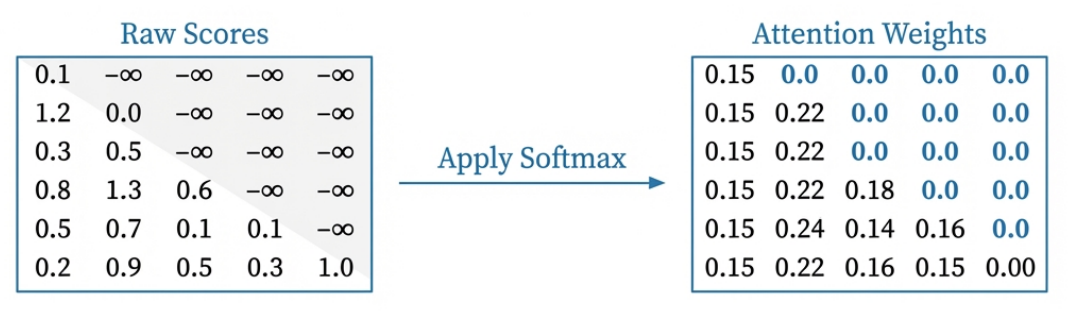 Raw Scores
0.1 −∞ −∞ −∞ −∞
1.2 0.0 −∞ −∞ −∞
0.3 0.5 −∞ −∞ −∞
0.8 1.3 0.6 −∞ −∞
0.5 0.7 0.1 0.1 −∞
0.2 0.9 0.5 0.3 1.0
Apply Softmax
Attention Weights
0.15 0.0 0.0 0.0 0.0
0.15 0.22 0.0 0.0 0.0
0.15 0.22 0.0 0.0 0.0
0.15 0.22 0.18 0.0 0.0
0.15 0.24 0.14 0.16 0.0
0.15 0.22 0.16 0.15 0.00